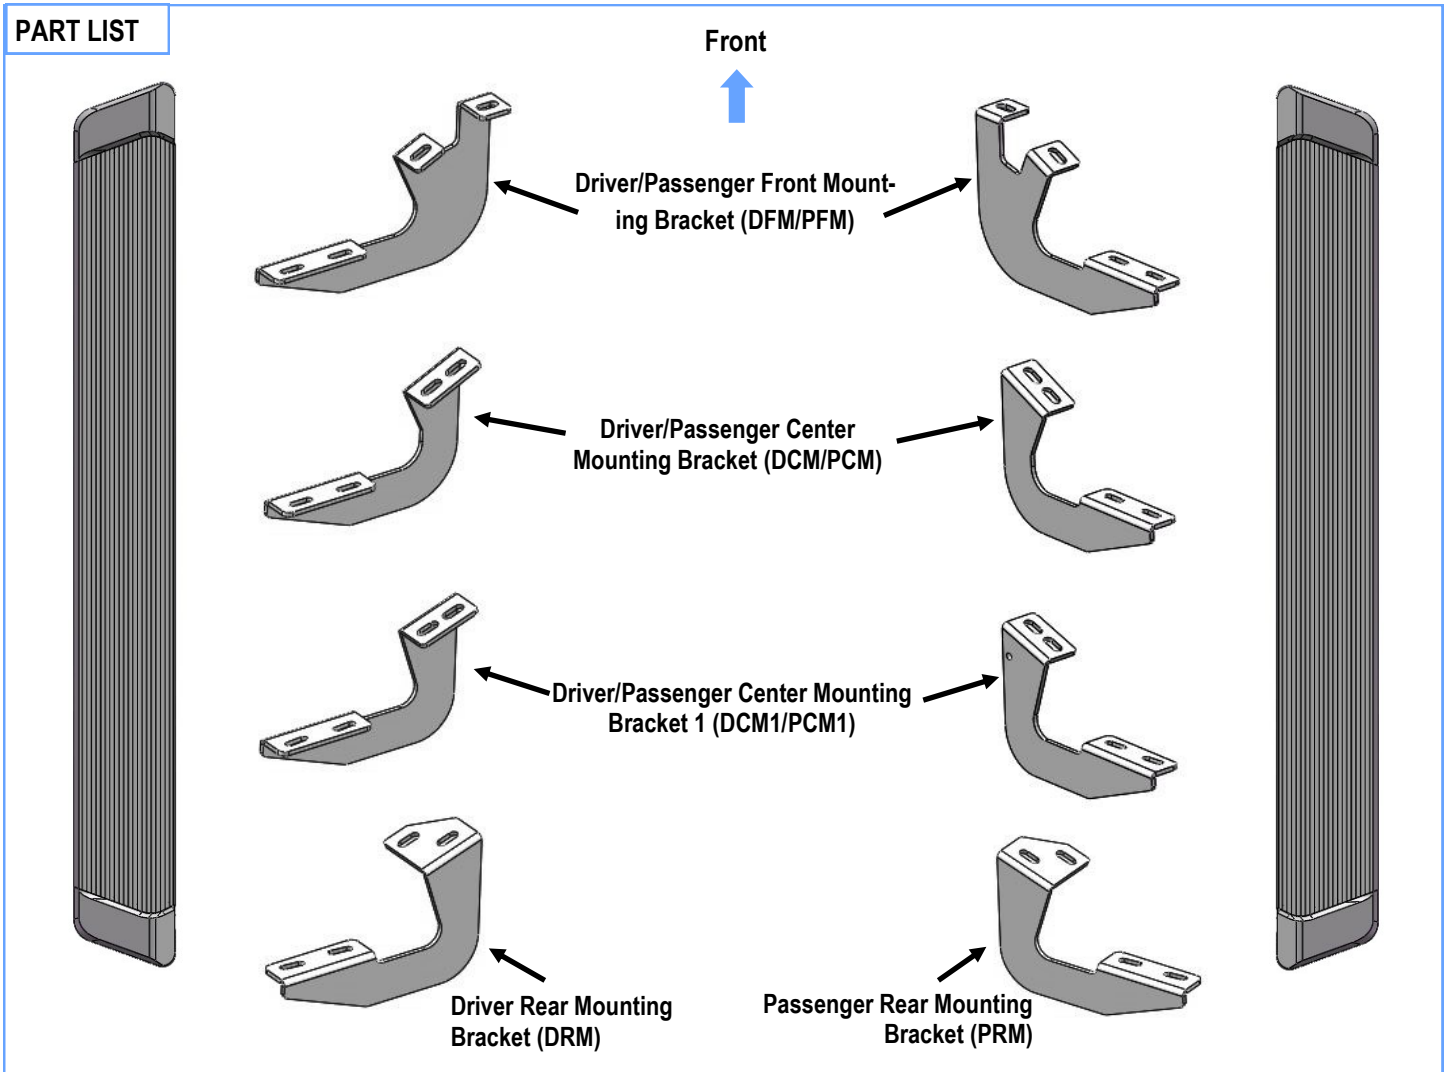 PART LIST
Front
Driver/Passenger Front Mount-
ing Bracket (DFM/PFM)
Driver/Passenger Center
Mounting Bracket (DCM/PCM)
Driver/Passenger Center Mounting
Bracket 1 (DCM1/PCM1)
Driver Rear Mounting
Bracket (DRM)
Passenger Rear Mounting
Bracket (PRM)